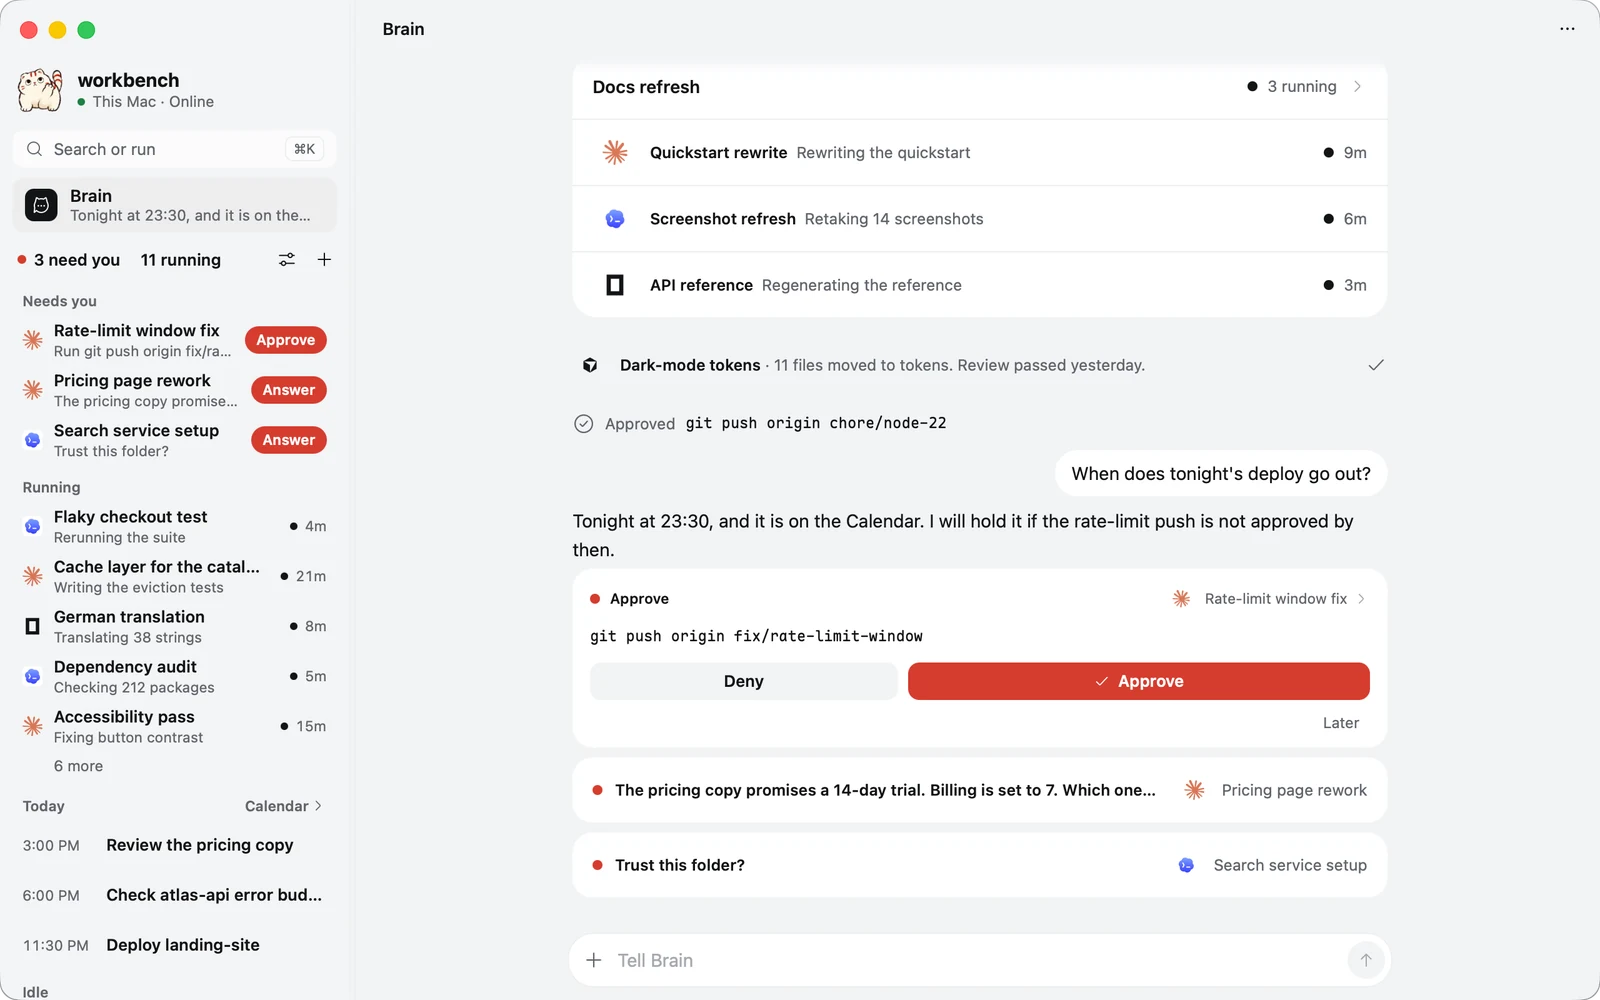 workbench
This Mac · Online
Search or run
⌘K
Brain
Tonight at 23:30, and it is on the...
3 need you
11 running
Needs you
Rate-limit window fix
Run git push origin fix/ra...
Approve
Pricing page rework
The pricing copy promise...
Answer
Search service setup
Trust this folder?
Answer
Running
Flaky checkout test
Rerunning the suite
4m
Cache layer for the catal...
Writing the eviction tests
21m
German translation
Translating 38 strings
8m
Dependency audit
Checking 212 packages
5m
Accessibility pass
Fixing button contrast
15m
6 more
Today
Calendar
3:00 PM Review the pricing copy
6:00 PM Check atlas-api error bud...
11:30 PM Deploy landing-site
Idle
Brain
Docs refresh
3 running
Quickstart rewrite Rewriting the quickstart
9m
Screenshot refresh Retaking 14 screenshots
6m
API reference Regenerating the reference
3m
Dark-mode tokens · 11 files moved to tokens. Review passed yesterday.
Approved git push origin chore/node-22
When does tonight's deploy go out?
Tonight at 23:30, and it is on the Calendar. I will hold it if the rate-limit push is not approved by
then.
Approve
Rate-limit window fix
git push origin fix/rate-limit-window
Deny
Approve
Later
The pricing copy promises a 14-day trial. Billing is set to 7. Which one...
Pricing page rework
Trust this folder?
Search service setup
Tell Brain